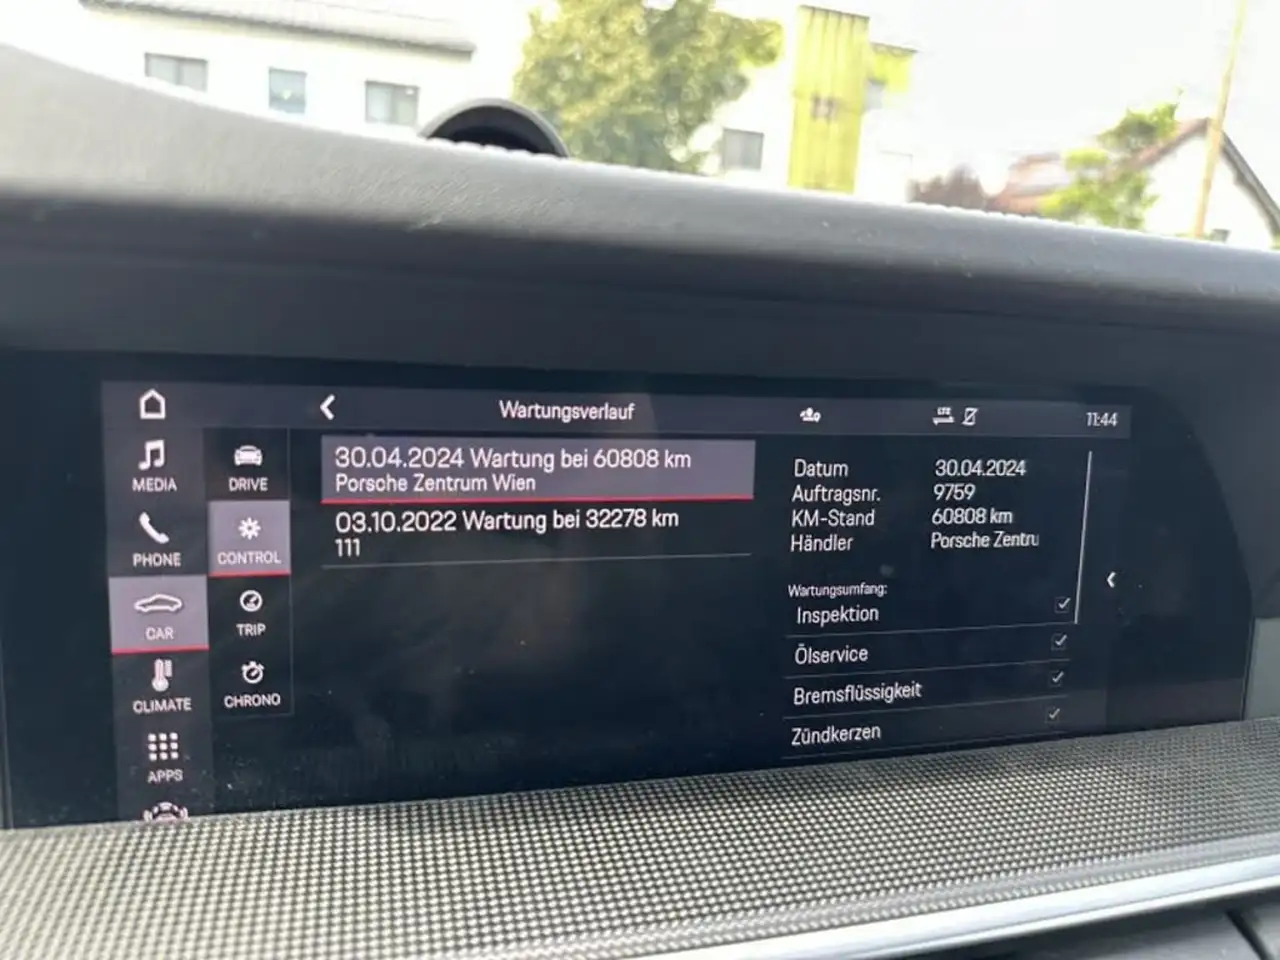 Wartungsverlauf
LTE
11:44
MEDIA
PHONE
CAR
CLIMATE
APPS
DRIVE
CONTROL
TRIP
CHRONO
30.04.2024 Wartung bei 60808 km
Porsche Zentrum Wien
03.10.2022 Wartung bei 32278 km
111
Datum 30.04.2024
Auftragsnr. 9759
KM-Stand 60808 km
Händler Porsche Zentru
Wartungsumfang:
Inspektion
Ölservice
Bremsflüssigkeit
Zündkerzen